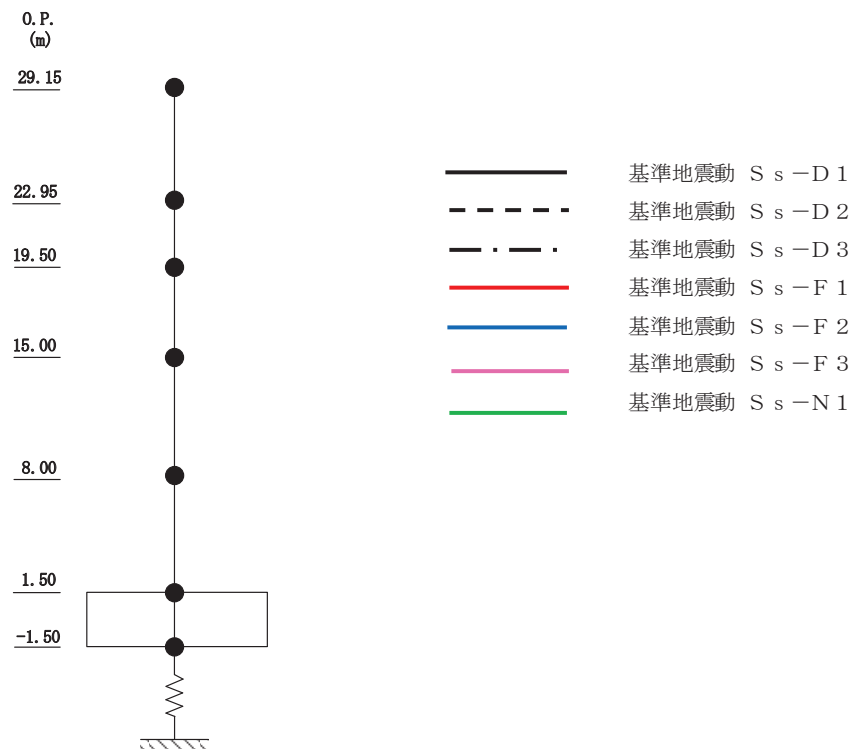 O.P.
(m)
29.15
22.95
19.50
15.00
8.00
1.50
-1.50
基準地震動 Ｓｓ－Ｄ１
基準地震動 Ｓｓ－Ｄ２
基準地震動 Ｓｓ－Ｄ３
基準地震動 Ｓｓ－Ｆ１
基準地震動 Ｓｓ－Ｆ２
基準地震動 Ｓｓ－Ｆ３
基準地震動 Ｓｓ－Ｎ１